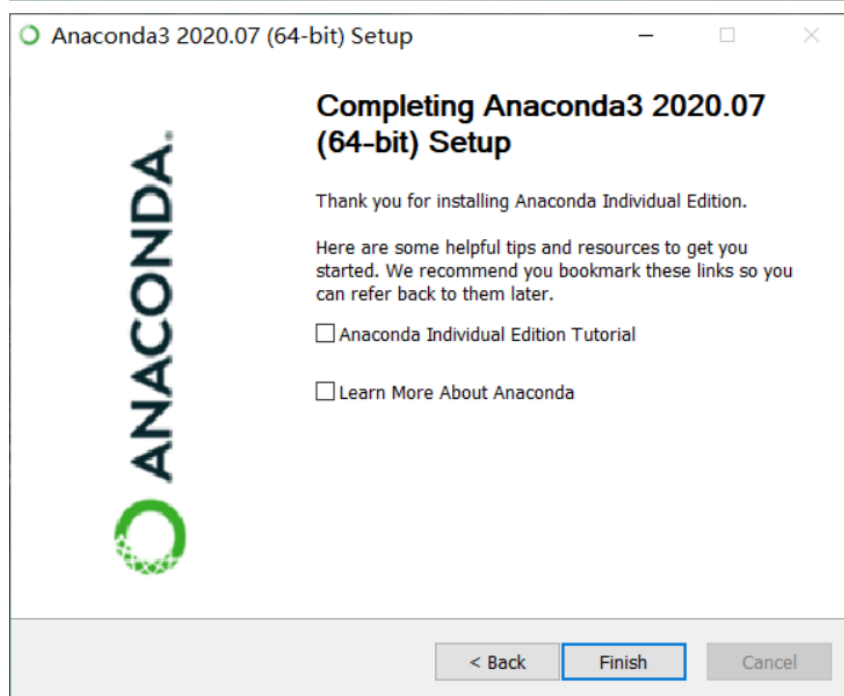 Anaconda3 2020.07 (64-bit) Setup
Completing Anaconda3 2020.07
(64-bit) Setup
Thank you for installing Anaconda Individual Edition.
Here are some helpful tips and resources to get you
started. We recommend you bookmark these links so you
can refer back to them later.
Anaconda Individual Edition Tutorial
Learn More About Anaconda
ANACONDA.
< Back
Finish
Cancel